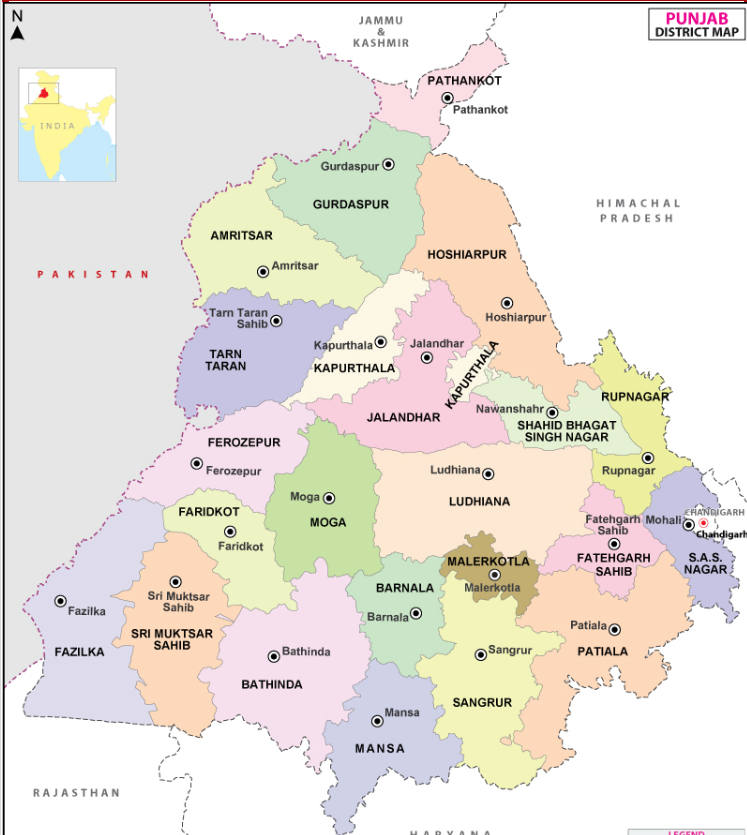 N
JAMMU
&
KASHMIR
PUNJAB
DISTRICT MAP
INDIA
PATHANKOT
Pathankot
Gurdaspur
GURDASPUR
HIMACHAL
PRADESH
AMRITSAR
Amritsar
HOSHIARPUR
Hoshiarpur
PAKISTAN
Tarn Taran
Sahib
TARN
TARAN
Kapurthala
KAPURTHALA
Jalandhar
KAPURTHALA
JALANDHAR
Nawanshahr
SHAHID BHAGAT
SINGH NAGAR
RUPNAGAR
Rupnagar
FEROZEPUR
Ferozepur
Moga
MOGA
Ludhiana
LUDHIANA
FARIDKOT
Faridkot
Fatehgarh
Sahib
FATEHGARH
SAHIB
Mohali
CHANDIGARH
Chandigarh
S.A.S.
NAGAR
MALERKOTLA
Malerkotla
BARNALA
Barnala
Fazilka
FAZILKA
Sri Muktsar
Sahib
SRI MUKTSAR
SAHIB
Bathinda
BATHINDA
Sangrur
SANGRUR
Patiala
PATIALA
Mansa
MANSA
RAJASTHAN
HARYANA
LEGEND